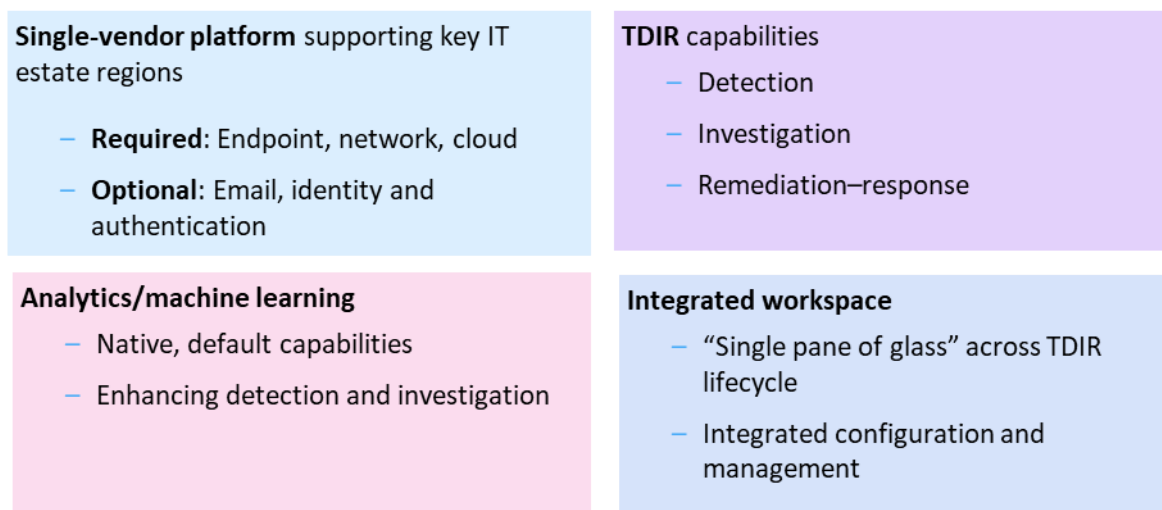 Single-vendor platform supporting key IT
estate regions
– Required: Endpoint, network, cloud
– Optional: Email, identity and
authentication
TDIR capabilities
– Detection
– Investigation
– Remediation–response
Analytics/machine learning
– Native, default capabilities
– Enhancing detection and investigation
Integrated workspace
– “Single pane of glass” across TDIR
lifecycle
– Integrated configuration and
management